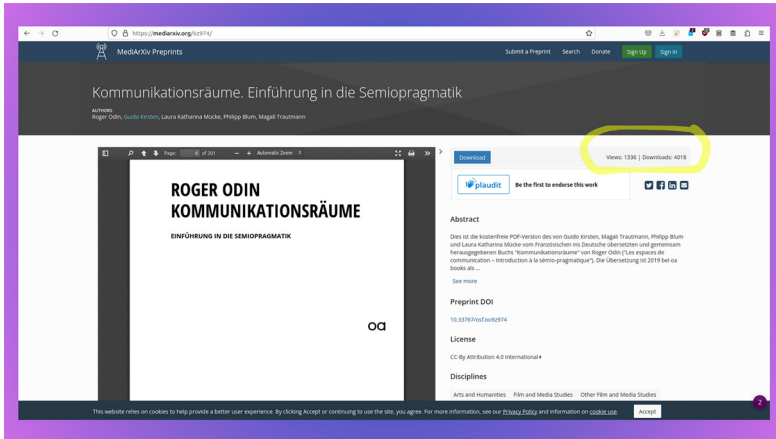 https://mediarxiv.org/6z974/
MediArXiv Preprints
Submit a Preprint Search Donate Sign Up Sign In
Kommunikationsräume. Einführung in die Semiopragmatik
AUTHORS
Roger Odin, Guido Kirsten, Laura Katharina Mücke, Philipp Blum, Magali Trautmann
Page: 6 of 201 Automatic Zoom
Download
Views: 1336 | Downloads: 4018
plaudit Be the first to endorse this work
ROGER ODIN
KOMMUNIKATIONSRÄUME
EINFÜHRUNG IN DIE SEMIOPRAGMATIK
oa
Abstract
Dies ist die kostenfreie PDF-Version des von Guido Kirsten, Magali Trautmann, Philipp Blum
und Laura Katharina Mücke vom Französischen ins Deutsche übersetzten und gemeinsam
herausgegebenen Buchs "Kommunikationsräume" von Roger Odin ("Les espaces de
communication – Introduction à la sémio-pragmatique"). Die Übersetzung ist 2019 bei oa
books als ...
See more
Preprint DOI
10.33767/osf.io/6z974
License
CC-By Attribution 4.0 International
Disciplines
Arts and Humanities Film and Media Studies Other Film and Media Studies
This website relies on cookies to help provide a better user experience. By clicking Accept or continuing to use the site, you agree. For more information, see our Privacy Policy and information on cookie use. Accept
2